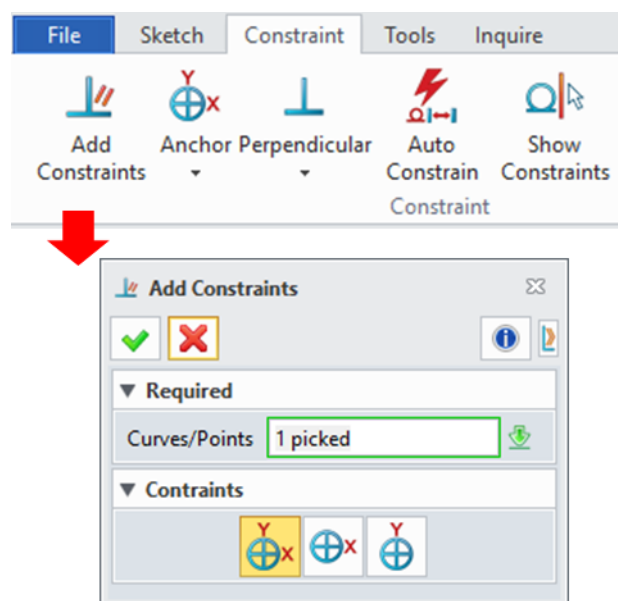 File Sketch Constraint Tools Inquire
Add Constraints Anchor Perpendicular Auto Constrain Show Constraints
Constraint
Add Constraints
Required
Curves/Points 1 picked
Contraints
Y X X Y